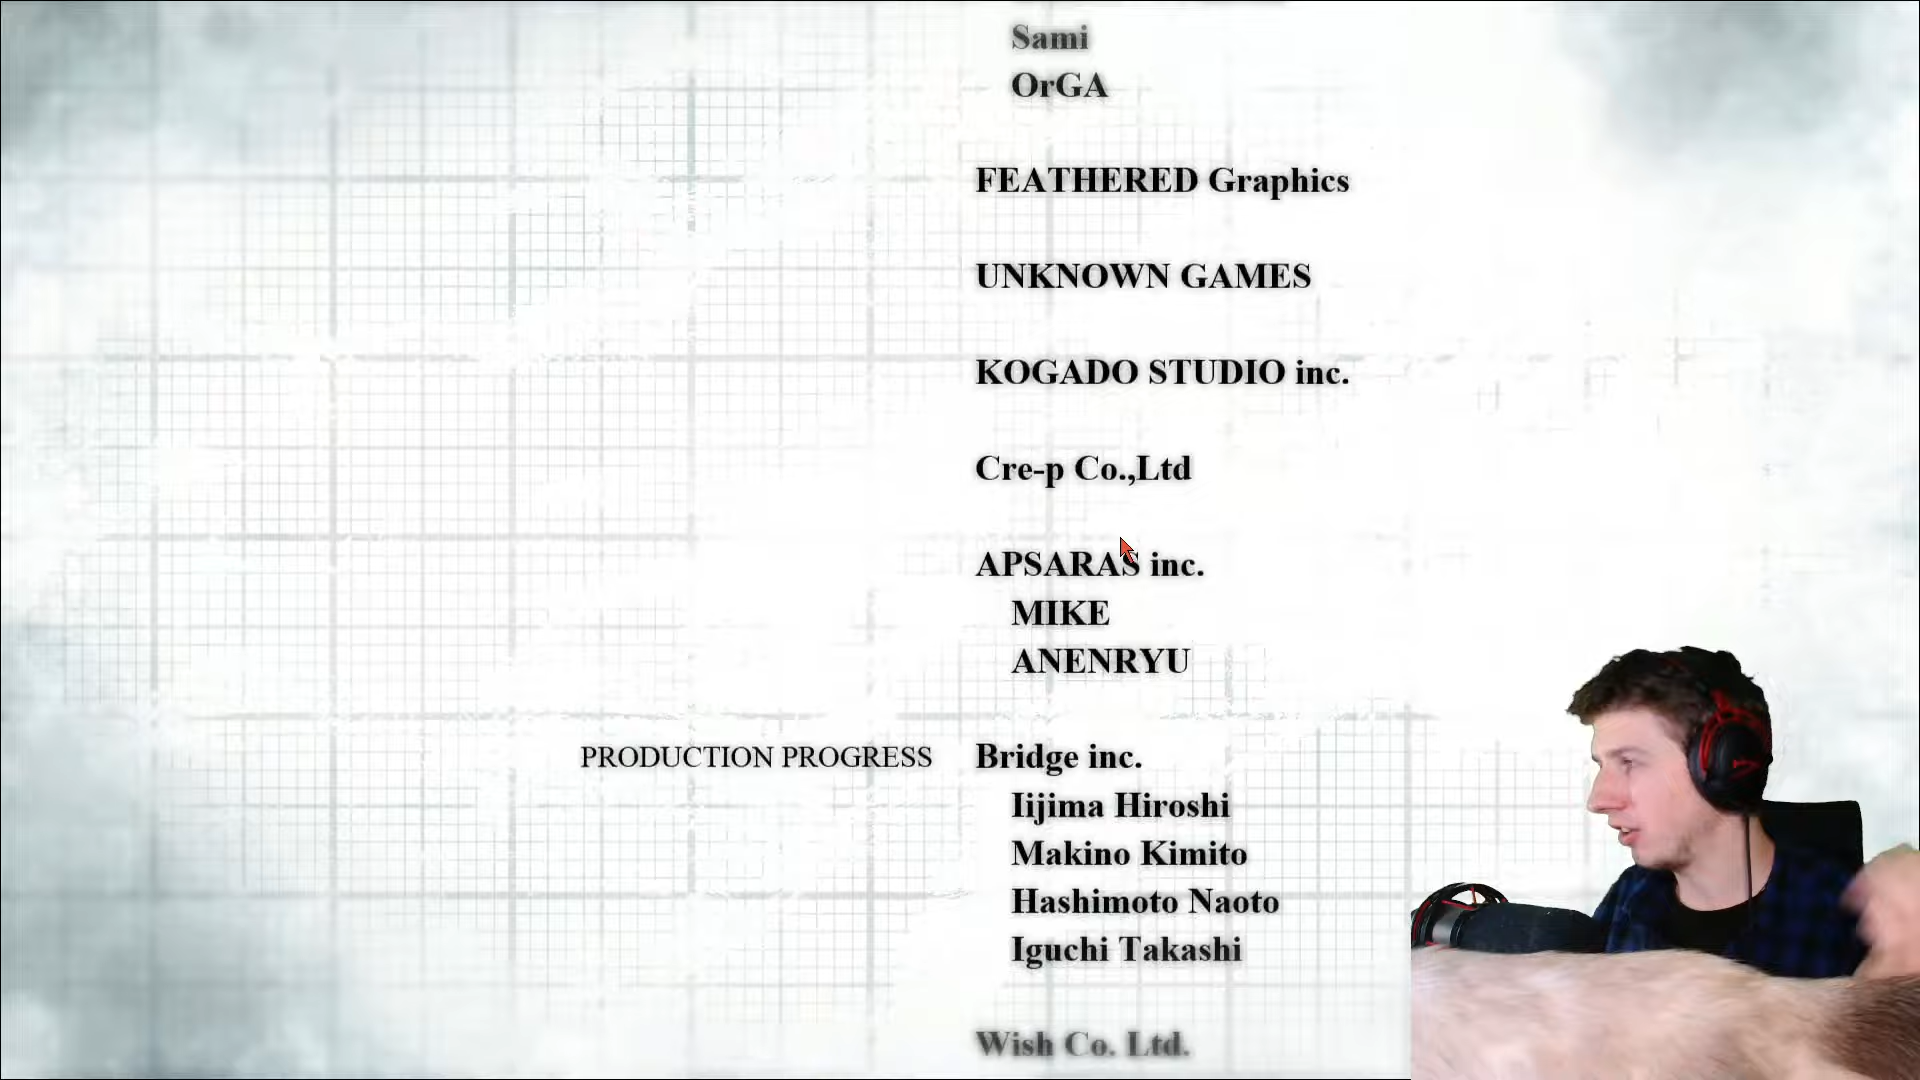 Sami
OrGA
FEATHERED Graphics
UNKNOWN GAMES
KOGADO STUDIO inc.
Cre-p Co.,Ltd
APSARAS inc.
MIKE
ANENRYU
PRODUCTION PROGRESS Bridge inc.
Iijima Hiroshi
Makino Kimito
Hashimoto Naoto
Iguchi Takashi
Wish Co. Ltd.